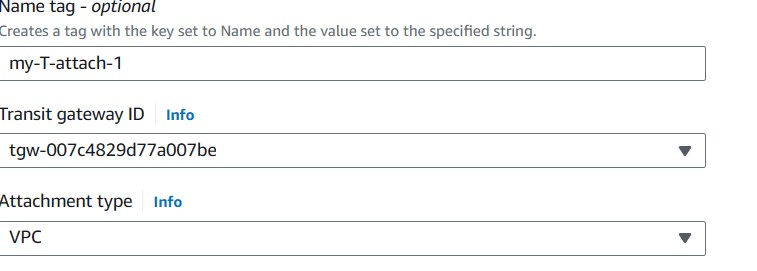 Name tag - optional
Creates a tag with the key set to Name and the value set to the specified string.
my-T-attach-1
Transit gateway ID Info
tgw-007c4829d77a007be
Attachment type Info
VPC